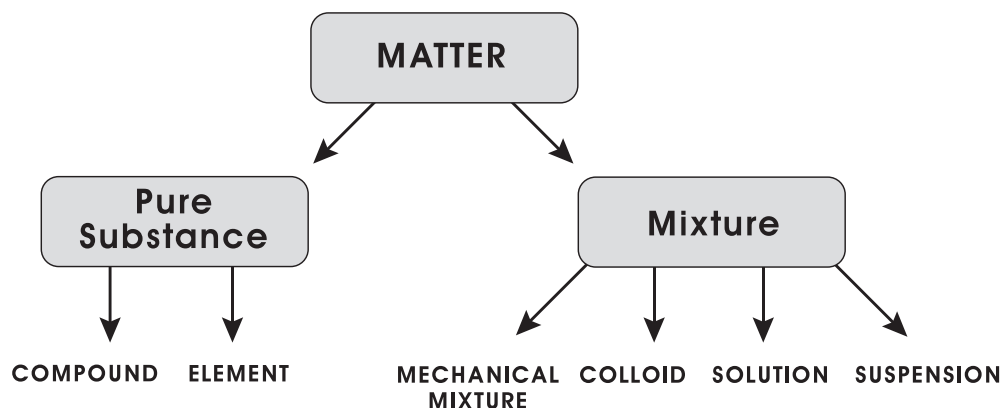 MATTER
Pure
Substance
Mixture
COMPOUND
ELEMENT
MECHANICAL
MIXTURE
COLLOID
SOLUTION
SUSPENSION